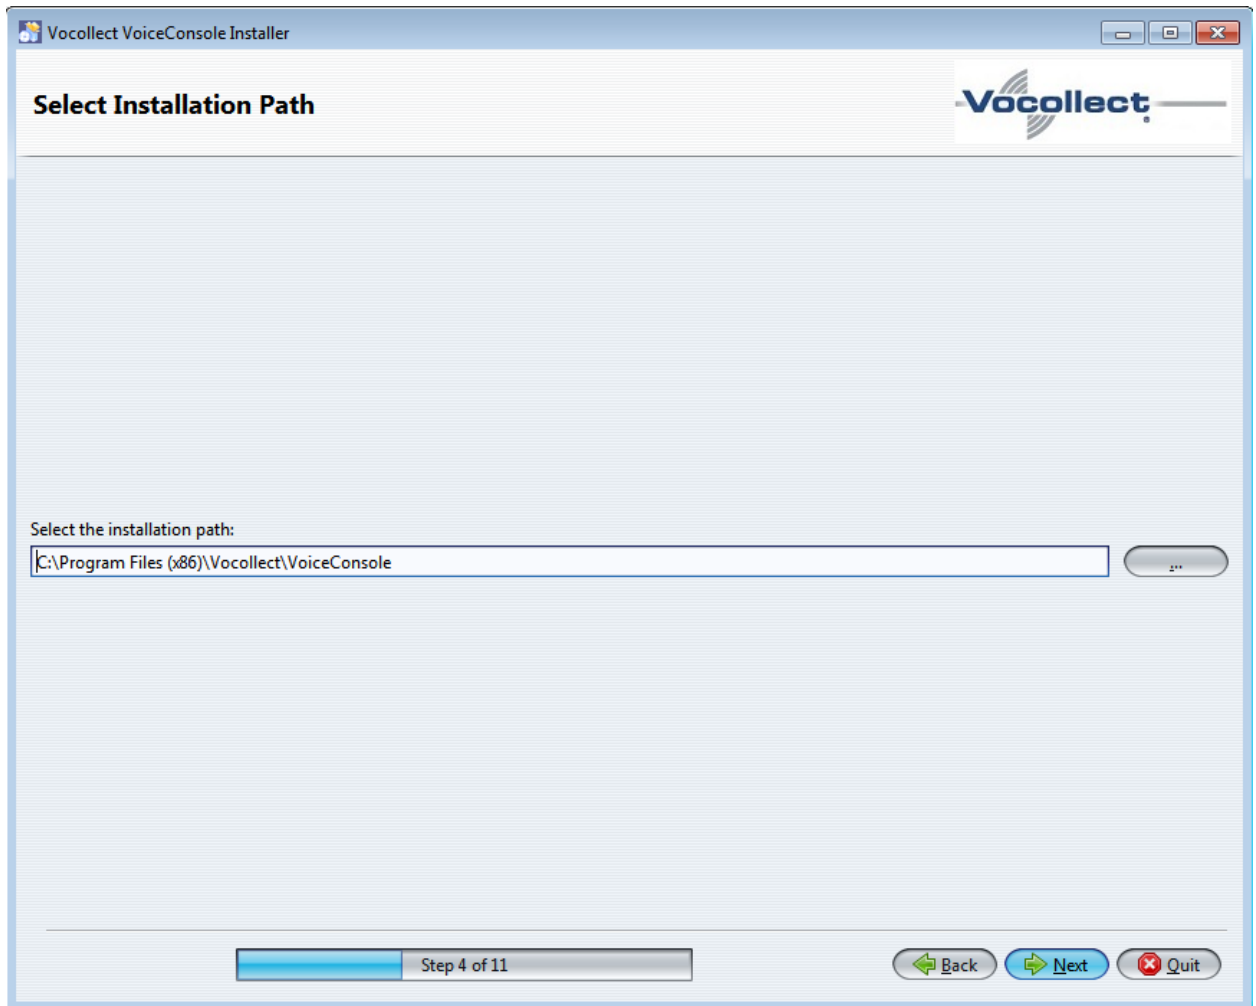 Vocollect VoiceConsole Installer
Select Installation Path
Vocollect®
Select the installation path:
C:\Program Files (x86)\Vocollect\VoiceConsole
...
Step 4 of 11
Back
Next
Quit